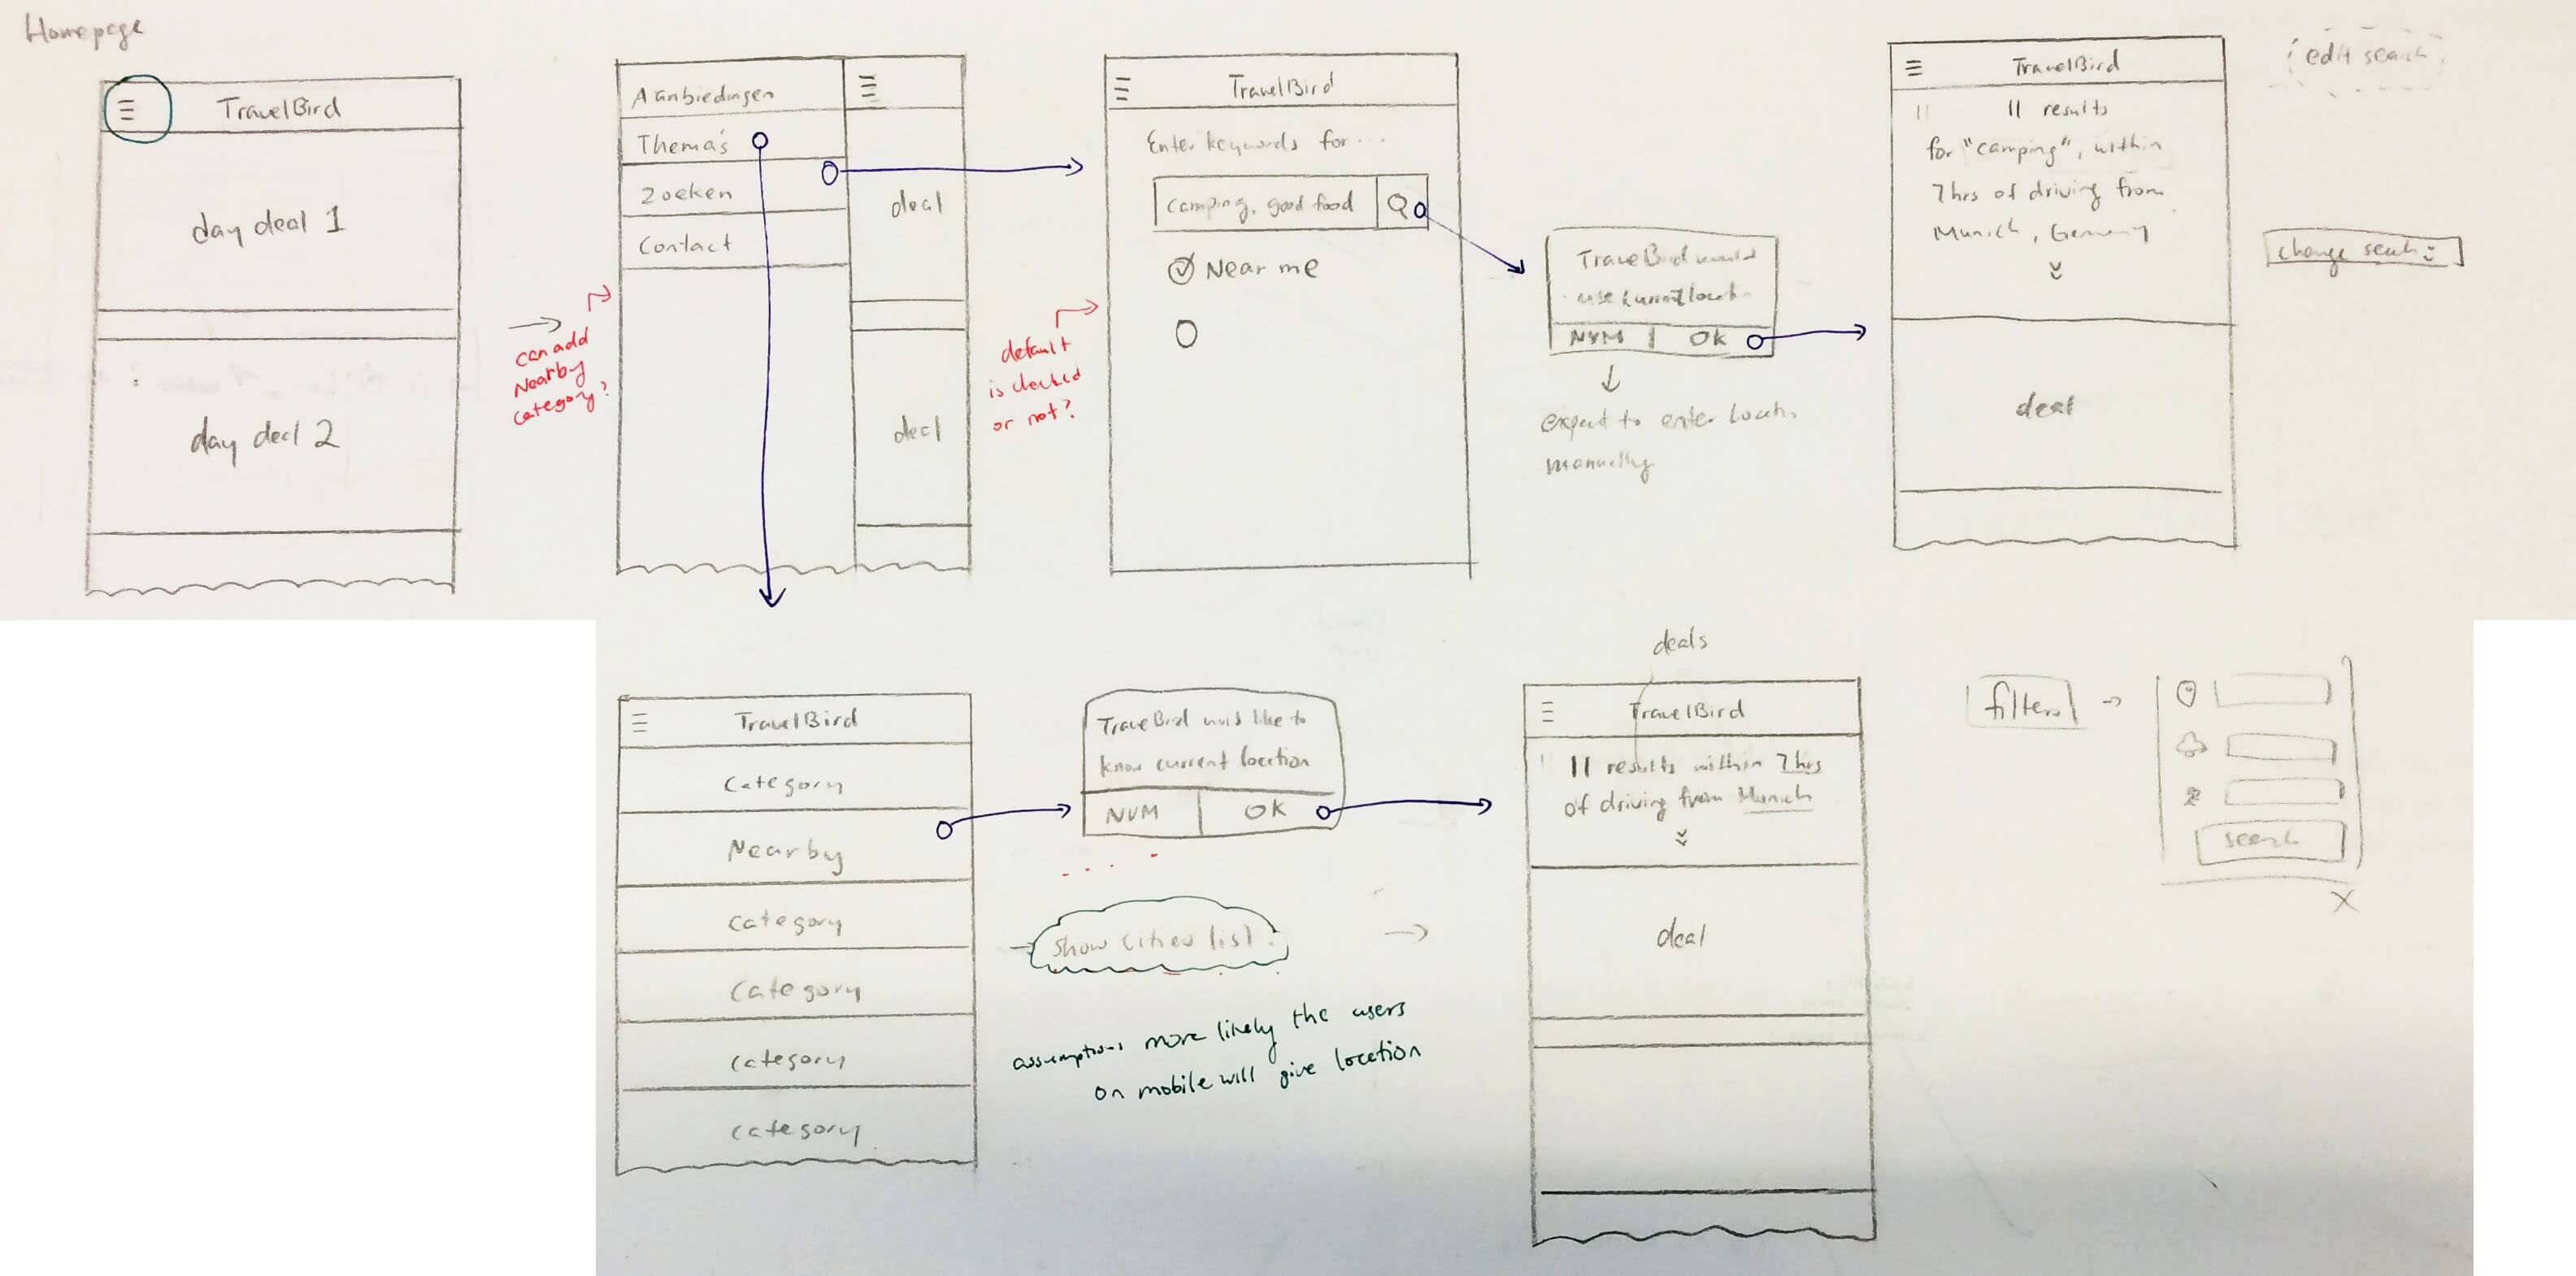 Homepage
TravelBird
day deal 1
day deal 2
can add
Nearby
category?
Aanbiedingen
Thema's
Zoeken
Contact
deal
deal
default
is checked
or not?
TravelBird
Enter keywords for ...
camping, good food
Near me
TravelBird would
use current locatn
NVM | OK
expect to enter locatn
manually
TravelBird
11 results
for "camping", within
7hrs of driving from
Munich, Germany
deal
edit search
change search
TravelBird
category
Nearby
category
category
category
category
TravelBird would like to
know current location
NVM OK
show cities list
assumptions more likely the users
on mobile will give location
deals
TravelBird
11 results within 7hrs
of driving from Munich
deal
filters
search
X